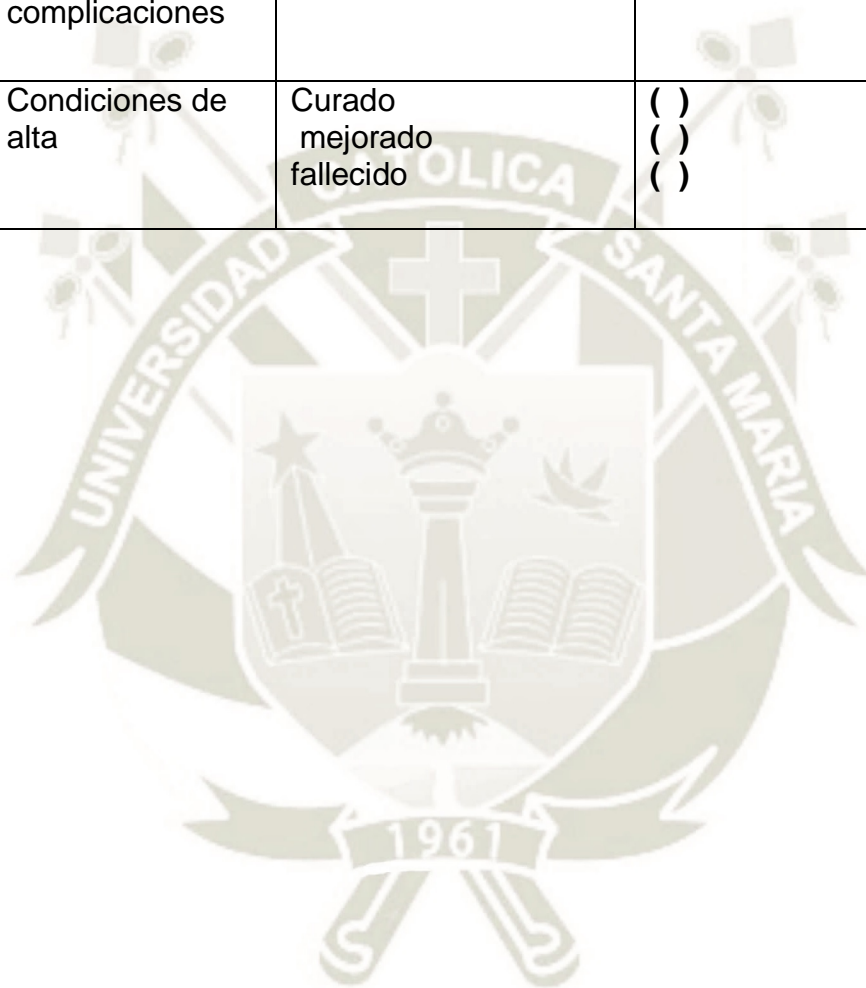 complicaciones
Condiciones de alta
Curado
mejorado
fallecido
( )
( )
( )
UNIVERSIDAD CATOLICA SANTA MARIA
1961